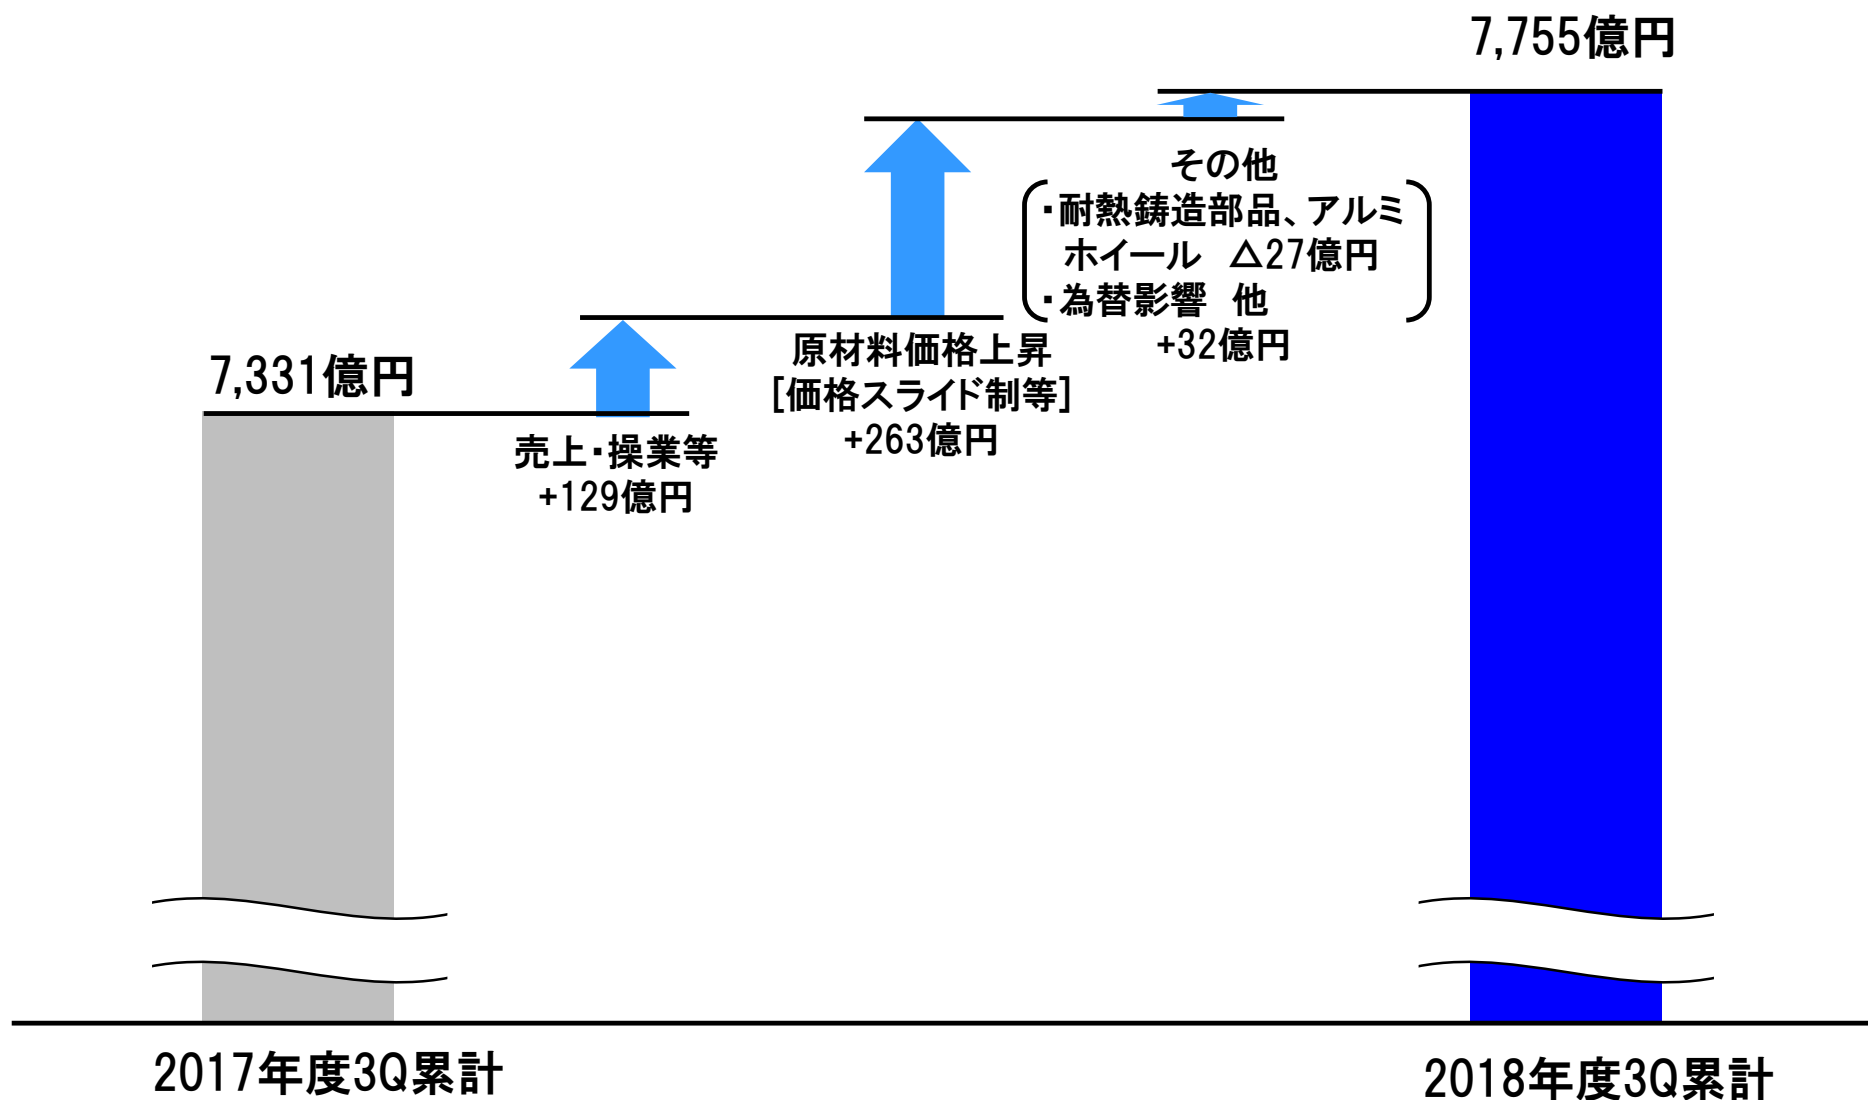 7,755億円
7,331億円
売上・操業等
+129億円
原材料価格上昇
[価格スライド制等]
+263億円
その他
・耐熱鋳造部品、アルミ
ホイール　△27億円
・為替影響　他
+32億円
2017年度3Q累計
2018年度3Q累計